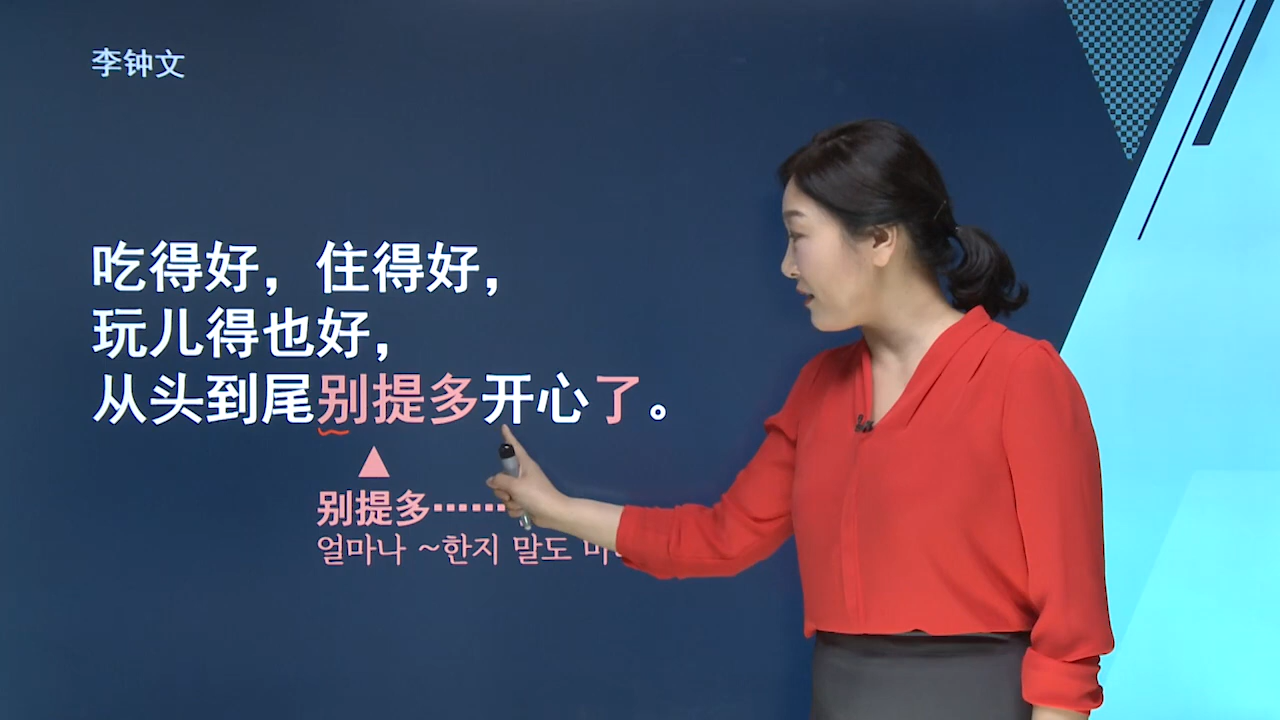 李钟文
吃得好，住得好，
玩儿得也好，
从头到尾别提多开心了。
别提多……
얼마나 ~한지 말도